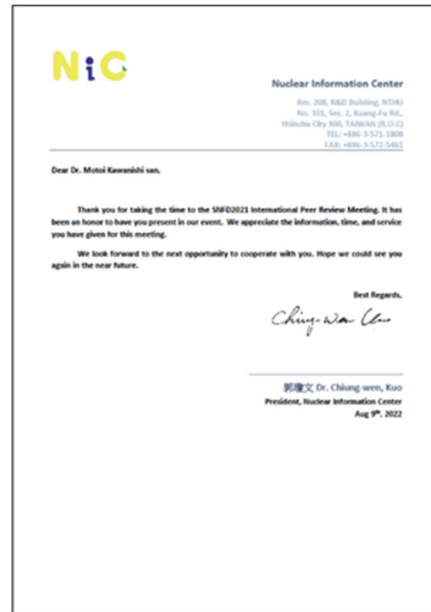 NiC
Nuclear Information Center
Rm. 208, R&D Building, NTHU
No. 101, Sec. 2, Kuang-Fu Rd.,
Hsinchu City 300, TAIWAN (R.O.C)
TEL: +886-3-571-1808
FAX: +886-3-572-5461
Dear Dr. Motoi Kawanishi san,
Thank you for taking the time to the SNFD2021 International Peer Review Meeting. It has
been an honor to have you present in our event. We appreciate the information, time, and service
you have given for this meeting.
We look forward to the next opportunity to cooperate with you. Hope we could see you
again in the near future.
Best Regards,
Chiung-wen Kuo
郭瓊文 Dr. Chiung-wen, Kuo
President, Nuclear Information Center
Aug 9th, 2022